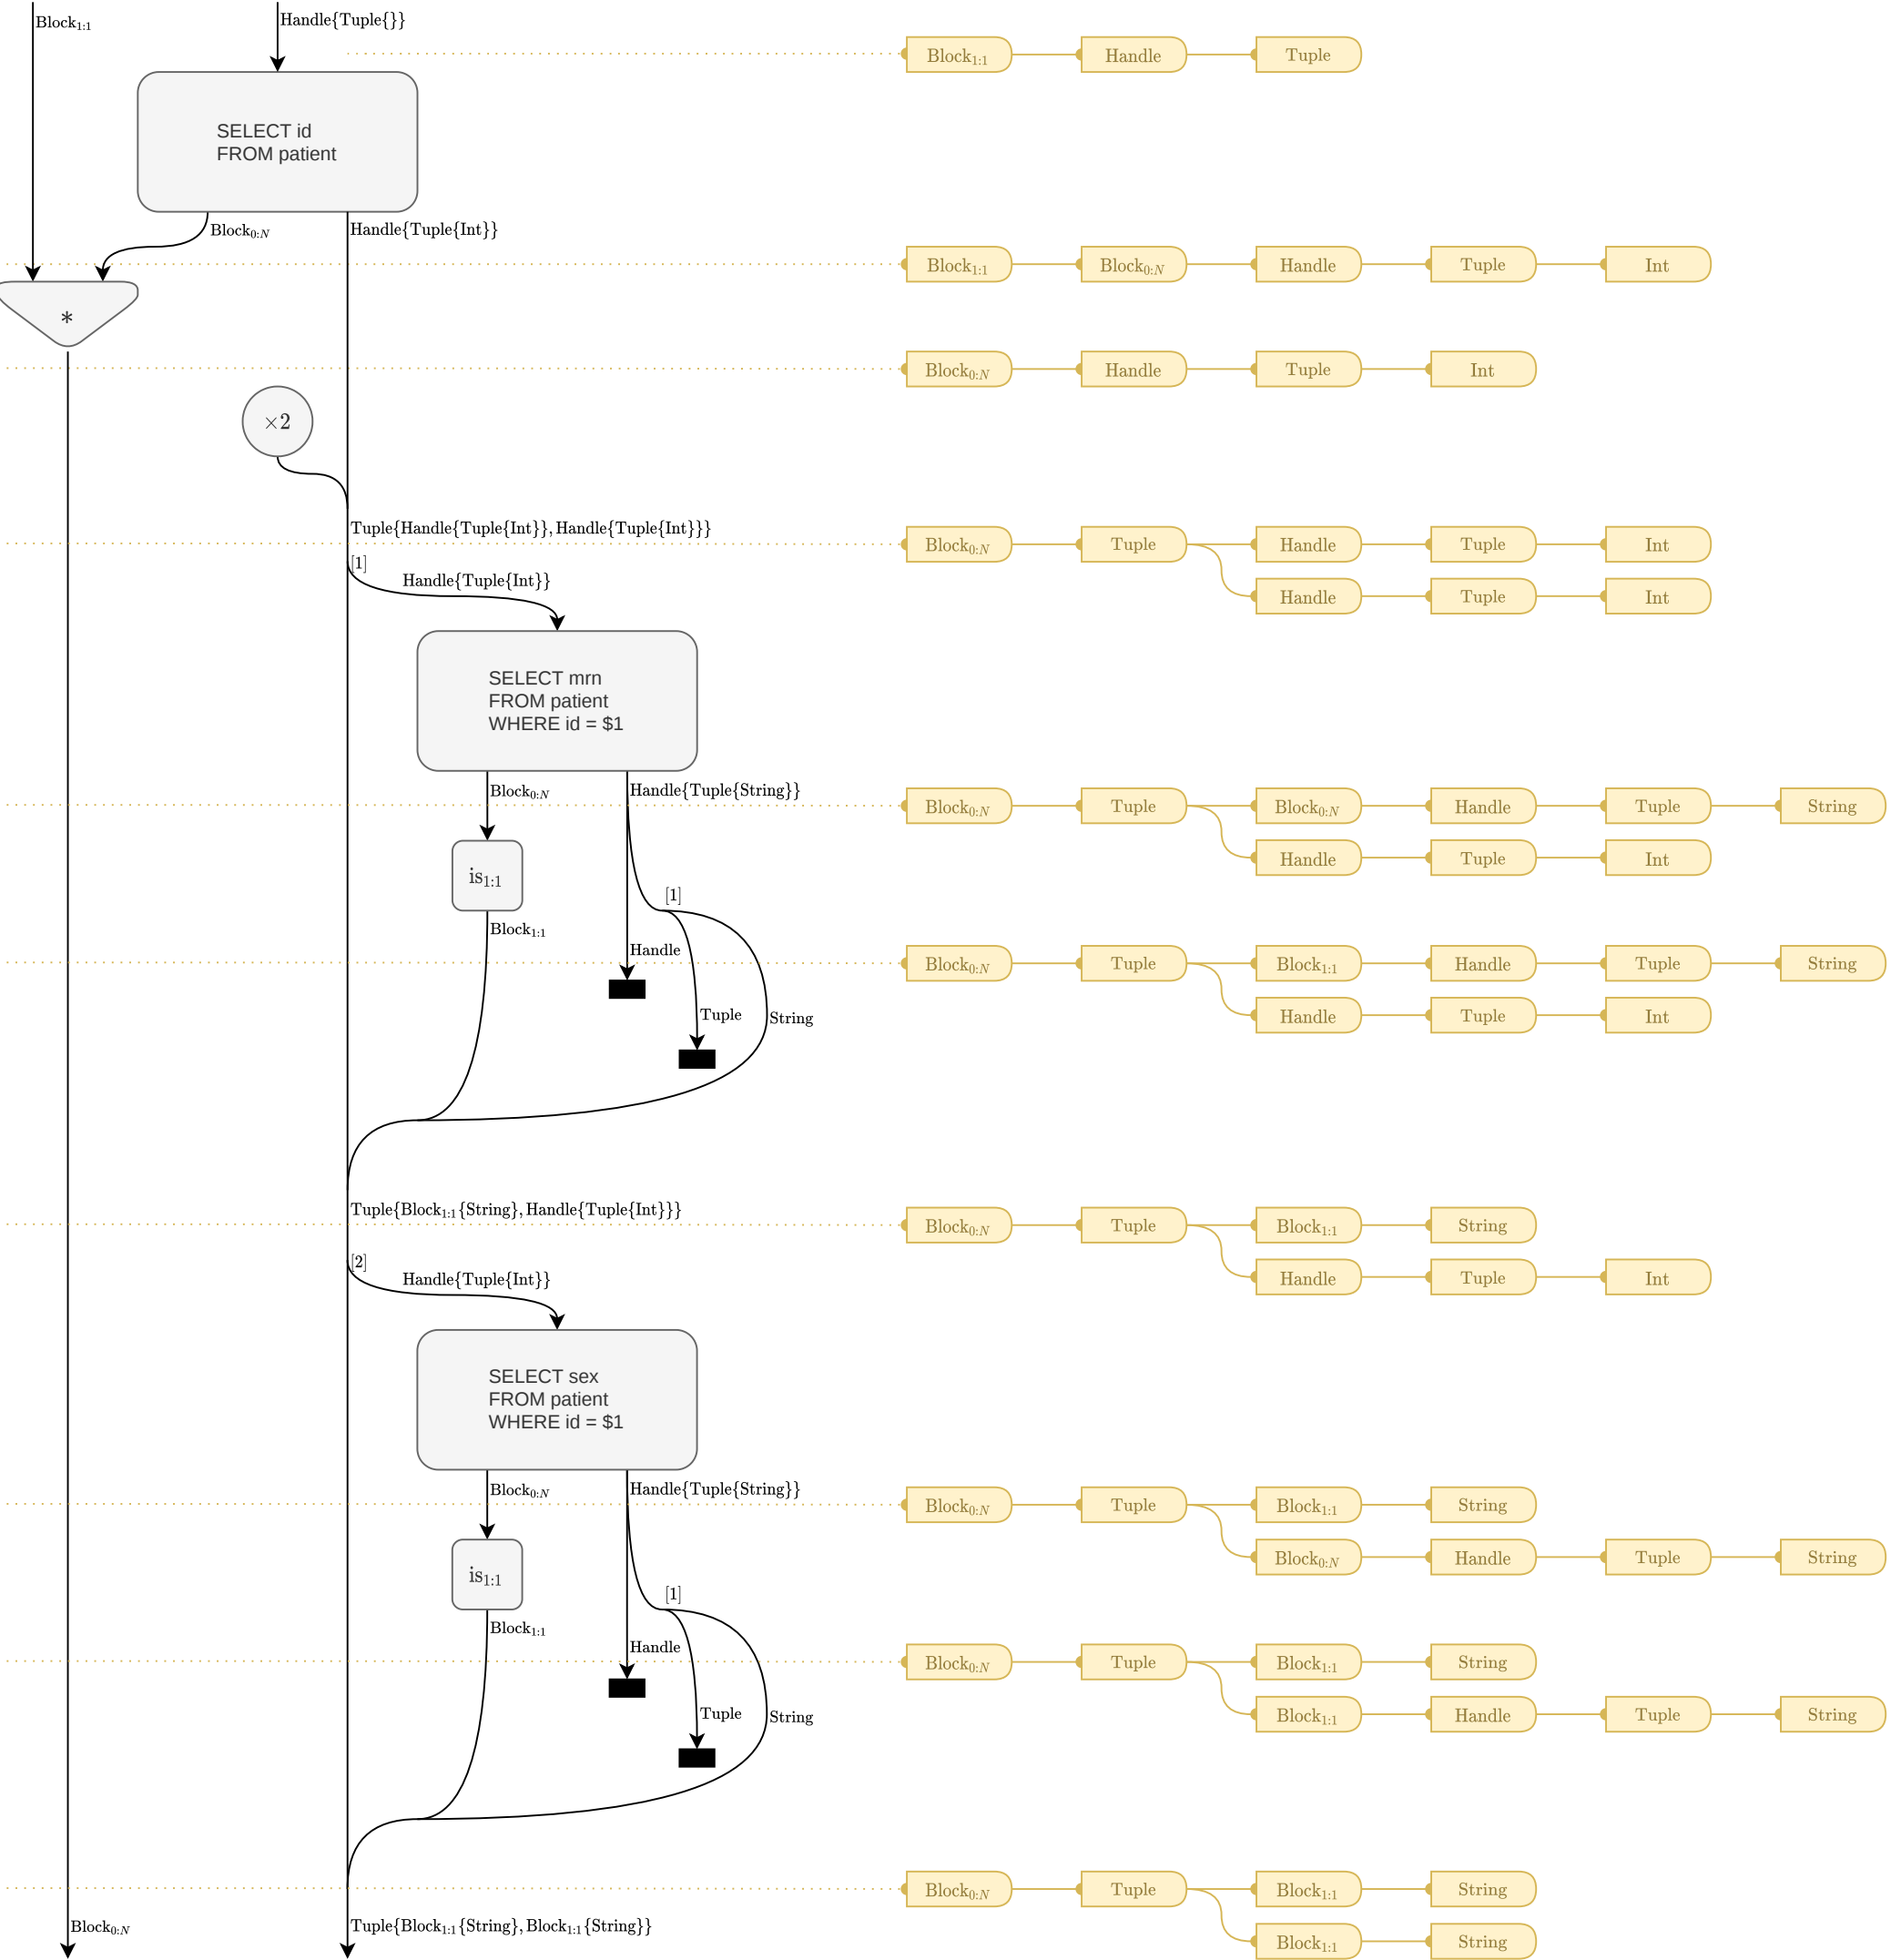 Block1:1
Handle{Tuple{}}
Block1:1 Handle Tuple
SELECT id
FROM patient
Block0:N
Handle{Tuple{Int}}
Block1:1 Block0:N Handle Tuple Int
*
Block0:N Handle Tuple Int
×2
Tuple{Handle{Tuple{Int}}, Handle{Tuple{Int}}}
Block0:N Tuple Handle Tuple Int
[1]
Handle{Tuple{Int}}
Handle Tuple Int
SELECT mrn
FROM patient
WHERE id = $1
Block0:N
Handle{Tuple{String}}
Block0:N Tuple Block0:N Handle Tuple String
Handle Tuple Int
is1:1
[1]
Block1:1
Handle
Block0:N Tuple Block1:1 Handle Tuple String
Handle Tuple Int
Tuple
String
Tuple{Block1:1{String}, Handle{Tuple{Int}}}
Block0:N Tuple Block1:1 String
[2]
Handle{Tuple{Int}}
Handle Tuple Int
SELECT sex
FROM patient
WHERE id = $1
Block0:N
Handle{Tuple{String}}
Block0:N Tuple Block1:1 String
Block0:N Handle Tuple String
is1:1
[1]
Block1:1
Handle
Block0:N Tuple Block1:1 String
Block1:1 Handle Tuple String
Tuple
String
Block0:N Tuple Block1:1 String
Block0:N
Tuple{Block1:1{String}, Block1:1{String}}
Block1:1 String